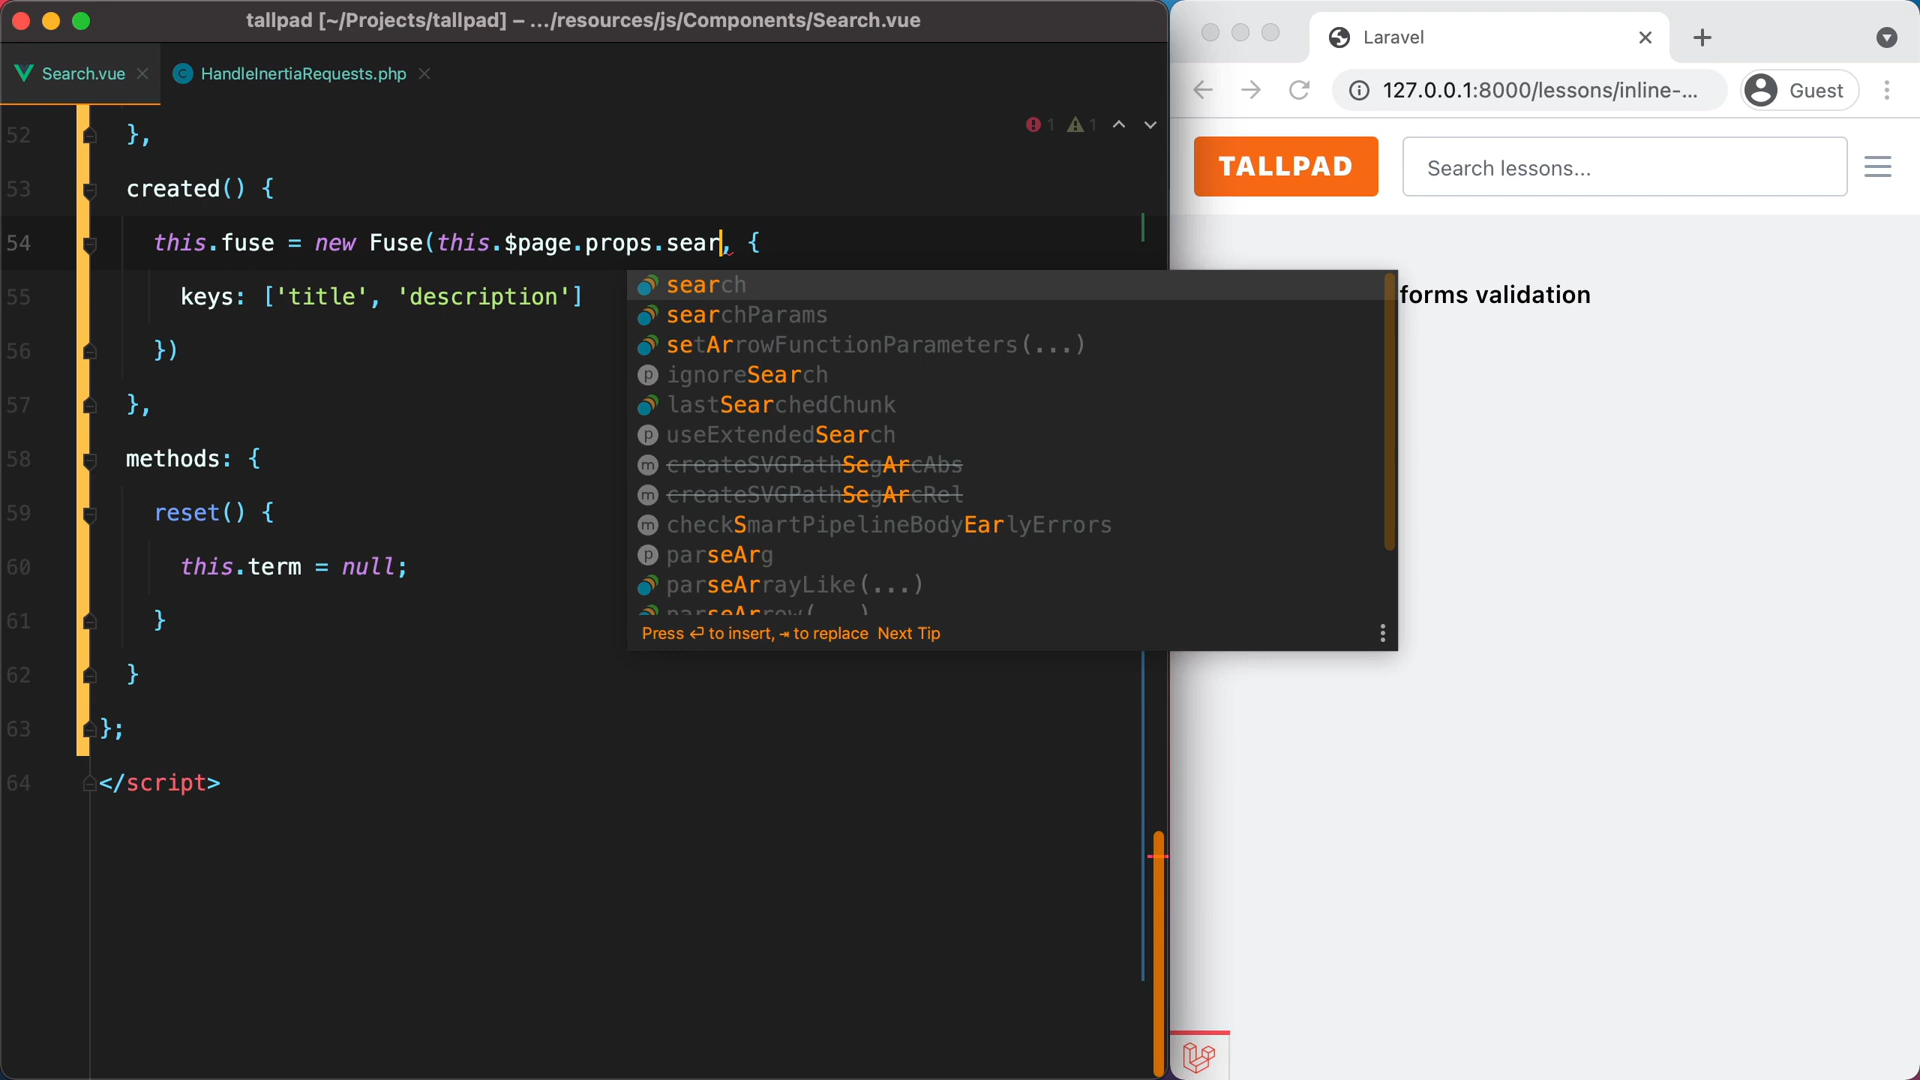 tallpad [~/Projects/tallpad] – .../resources/js/Components/Search.vue
Search.vue
HandleInertiaRequests.php
1 1
52 },
53 created() {
54 this.fuse = new Fuse(this.$page.props.sear, {
55 keys: ['title', 'description']
56 })
57 },
58 methods: {
59 reset() {
60 this.term = null;
61 }
62 }
63 };
64 </script>
search
searchParams
setArrowFunctionParameters(...)
ignoreSearch
lastSearchedChunk
useExtendedSearch
createSVGPathSegArcAbs
createSVGPathSegArcRel
checkSmartPipelineBodyEarlyErrors
parseArg
parseArrayLike(...)
parseArrow(...)
Press ↵ to insert, ⇥ to replace Next Tip
Laravel
127.0.0.1:8000/lessons/inline-...
Guest
TALLPAD
Search lessons...
forms validation